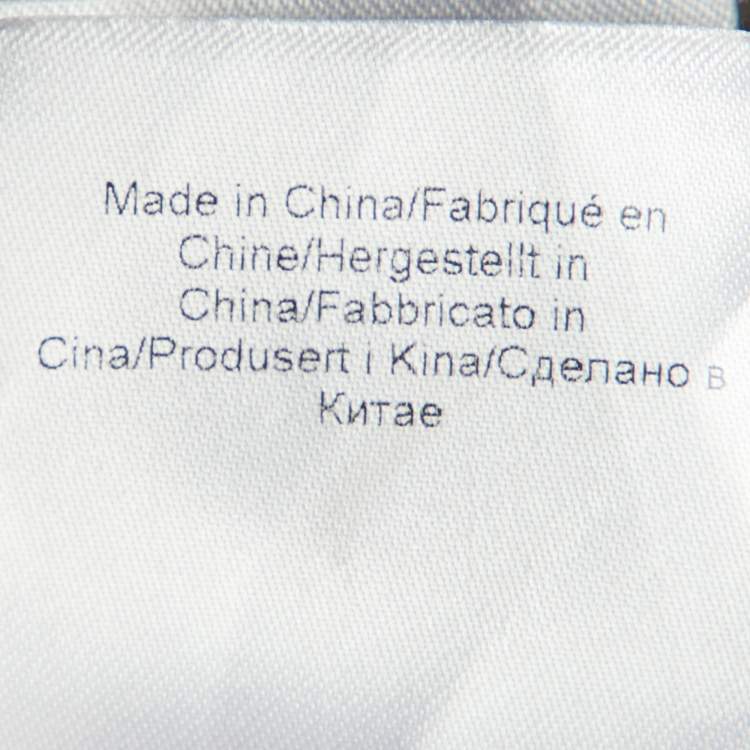 Made in China/Fabriqué en
Chine/Hergestellt in
China/Fabbricato in
Cina/Produsert i Kina/Сделано в
Китае